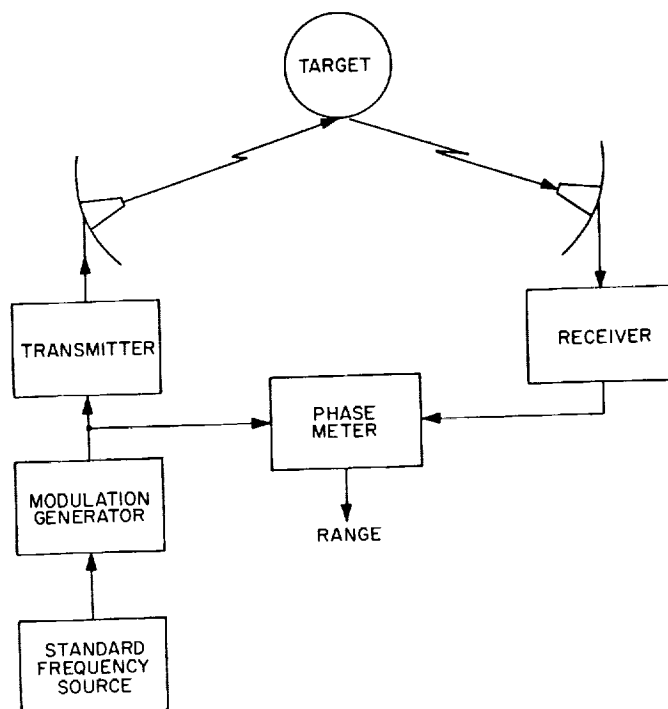 TARGET
TRANSMITTER
RECEIVER
PHASE
METER
MODULATION
GENERATOR
RANGE
STANDARD
FREQUENCY
SOURCE